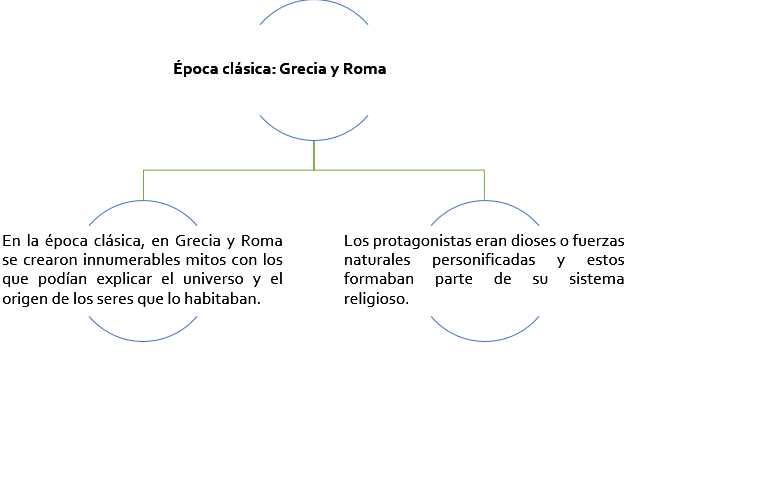 Época clásica: Grecia y Roma
En la época clásica, en Grecia y Roma
se crearon innumerables mitos con los
que podían explicar el universo y el
origen de los seres que lo habitaban.
Los protagonistas eran dioses o fuerzas
naturales personificadas y estos
formaban parte de su sistema
religioso.